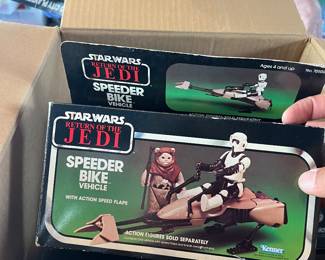 STAR WARS
RETURN OF THE
JEDI
SPEEDER
BIKE
VEHICLE
Ages 4 and up
STAR WARS
RETURN OF THE
JEDI
SPEEDER
BIKE
VEHICLE
WITH ACTION SPEED FLAPS
ACTION FIGURES SOLD SEPARATELY
Kenner